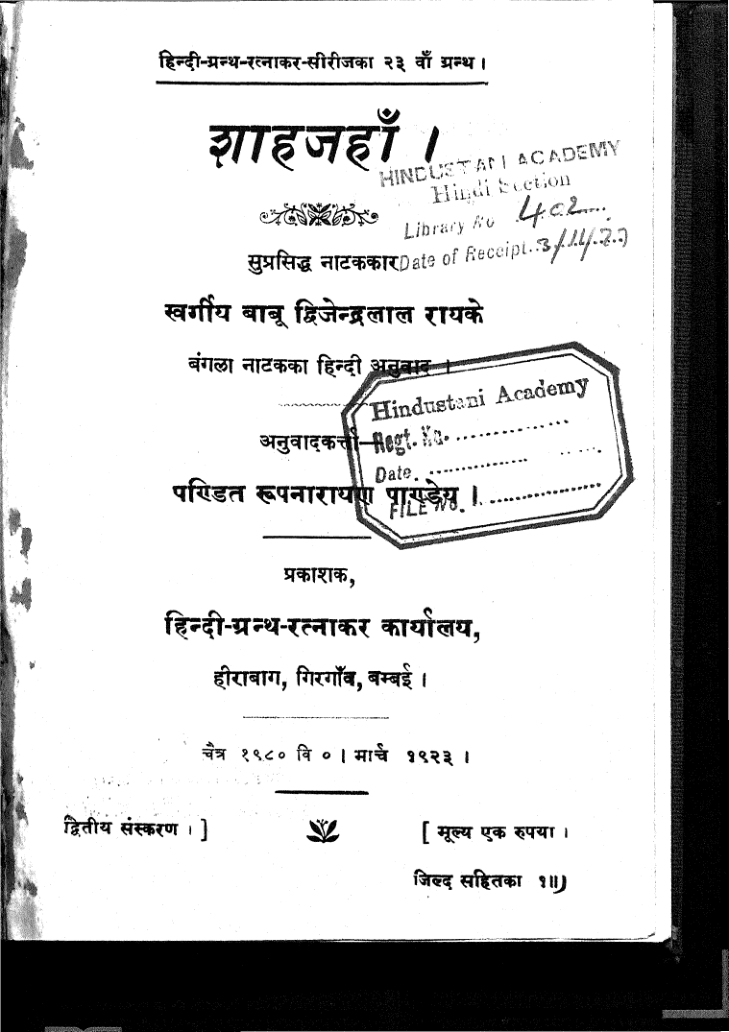 हिन्दी-ग्रन्थ-रत्नाकर-सीरीजका २३ वाँ ग्रन्थ।
शाहजहाँ।
HINDUSTANI ACADEMY
Hindi Section
Library No 402
Date of Receipt. 3/11/27
सुप्रसिद्ध नाटककार
स्वर्गीय बाबू द्विजेन्द्रलाल रायके
बंगला नाटकका हिन्दी अनुवाद।
Hindustani Academy
Regt. No.
Date.
FILE No.
अनुवादकर्त्ता—
पण्डित रूपनारायण पाण्डेय।
प्रकाशक,
हिन्दी-ग्रन्थ-रत्नाकर कार्यालय,
हीराबाग, गिरगाँव, बम्बई।
चैत्र १९८० वि०। मार्च १९२३।
द्वितीय संस्करण।]
[मूल्य एक रुपया।
जिल्द सहितका १॥)